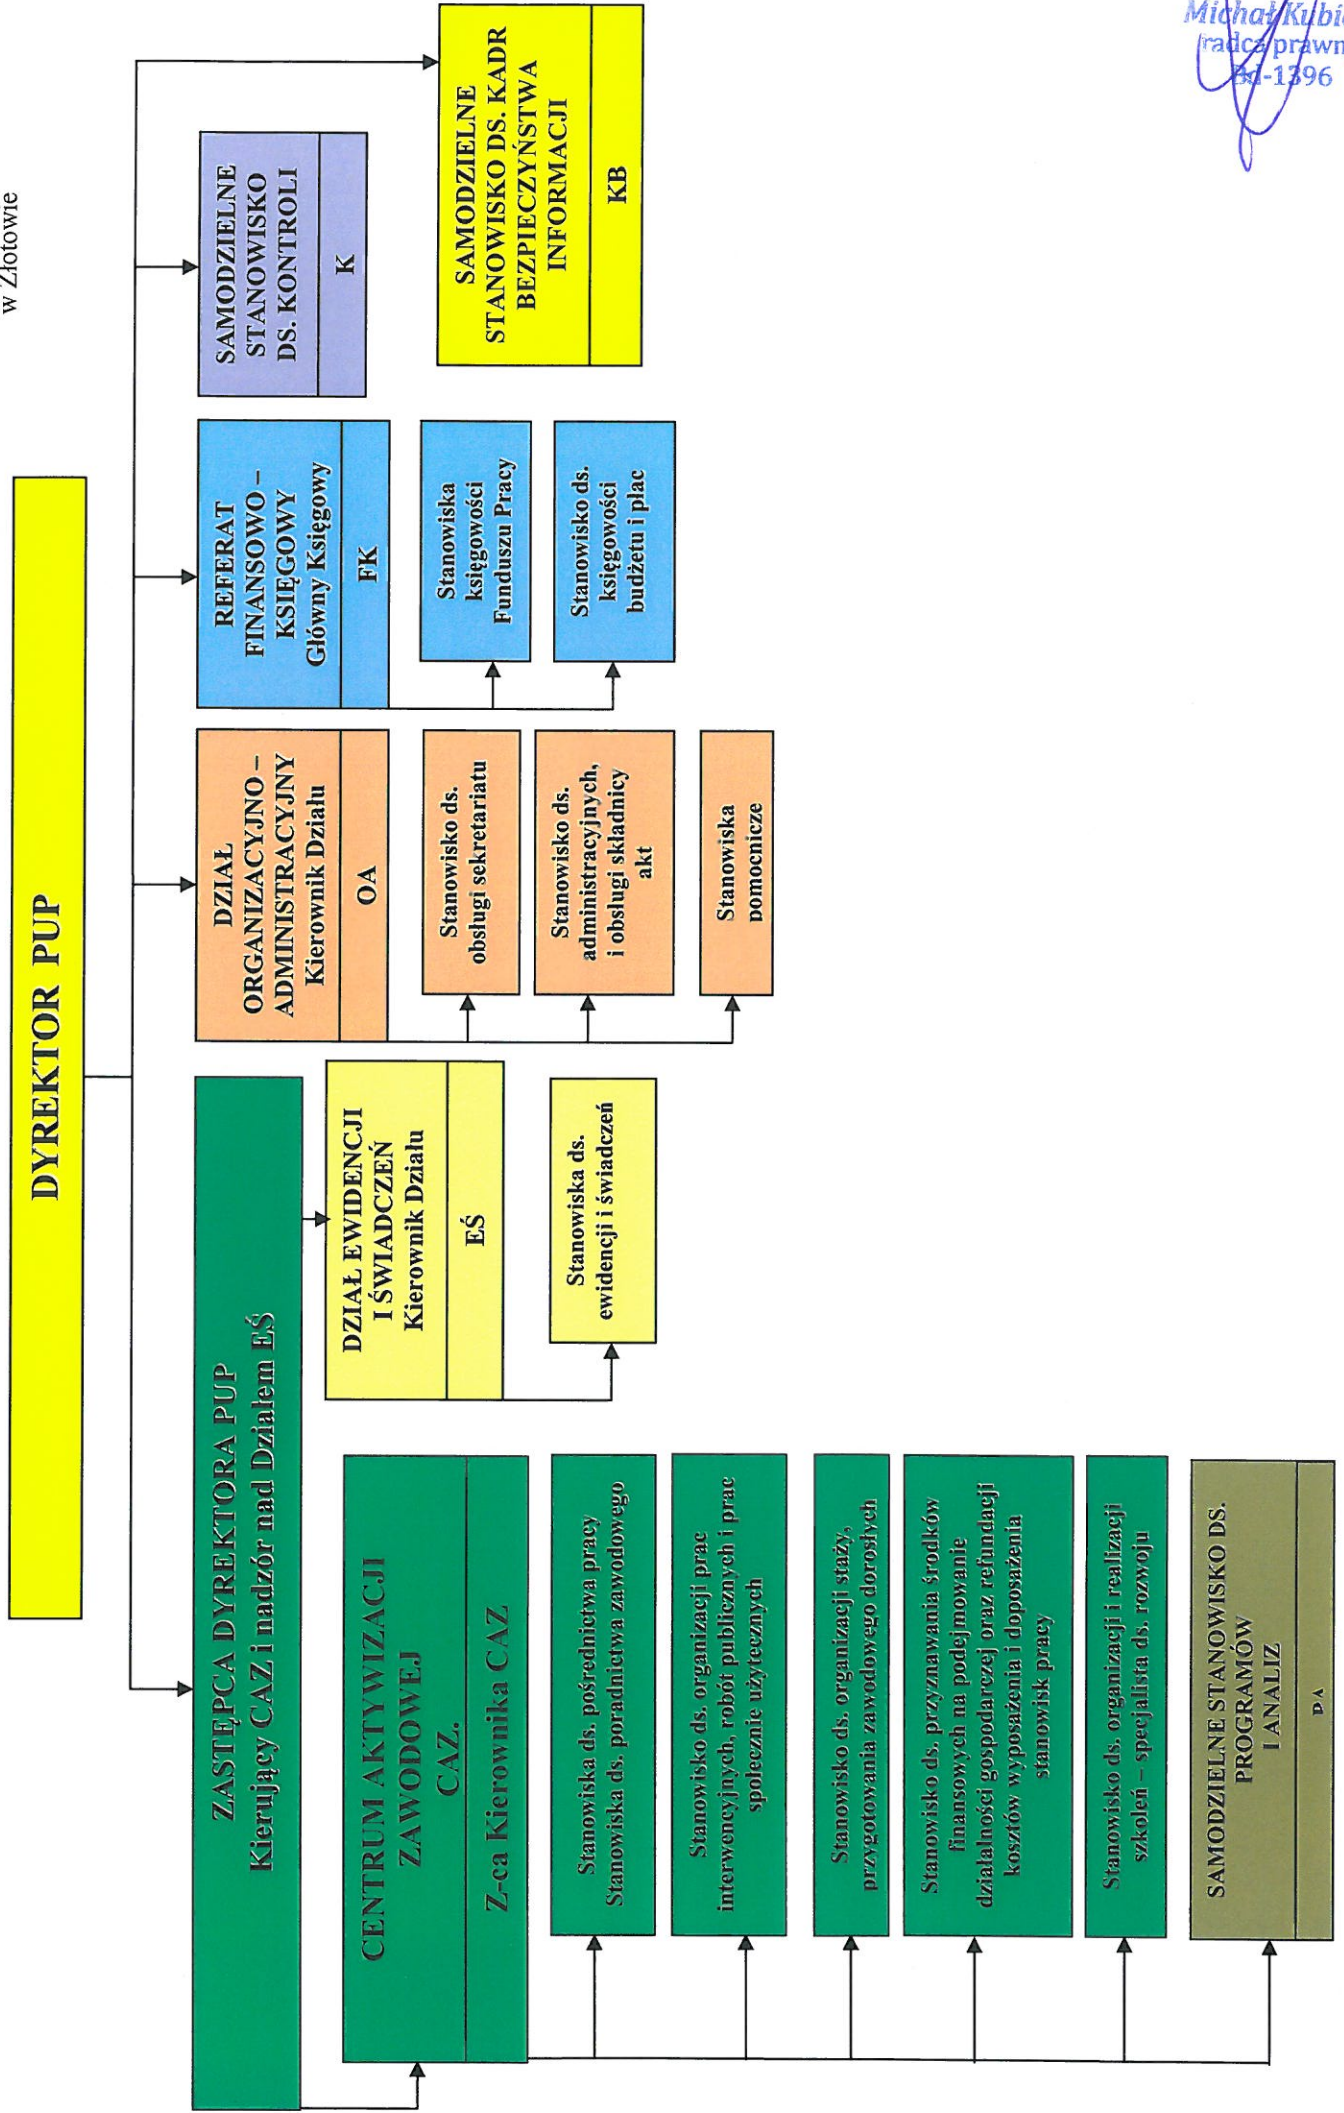 w Złotowie
DYREKTOR PUP
ZASTĘPCA DYREKTORA PUP
Kierujący CAZ i nadzór nad Działem EŚ
CENTRUM AKTYWIZACJI
ZAWODOWEJ
CAZ.
Z-ca Kierownika CAZ
Stanowiska ds. pośrednictwa pracy
Stanowiska ds. poradnictwa zawodowego
Stanowisko ds. organizacji prac
interwencyjnych, robót publicznych i prac
społecznie użytecznych
Stanowisko ds. organizacji staży,
przygotowania zawodowego dorosłych
Stanowisko ds. przyznawania środków
finansowych na podejmowanie
działalności gospodarczej oraz refundacji
kosztów wyposażenia i doposażenia
stanowisk pracy
Stanowisko ds. organizacji i realizacji
szkoleń – specjalista ds. rozwoju
SAMODZIELNE STANOWISKO DS.
PROGRAMÓW
I ANALIZ
DZIAŁ EWIDENCJI
I ŚWIADCZEŃ
Kierownik Działu
EŚ
Stanowiska ds.
ewidencji i świadczeń
DZIAŁ
ORGANIZACYJNO –
ADMINISTRACYJNY
Kierownik Działu
OA
Stanowisko ds.
obsługi sekretariatu
Stanowisko ds.
administracyjnych,
i obsługi składnicy
akt
Stanowiska
pomocnicze
REFERAT
FINANSOWO –
KSIĘGOWY
Główny Księgowy
FK
Stanowiska
księgowości
Funduszu Pracy
Stanowisko ds.
księgowości
budżetu i płac
SAMODZIELNE
STANOWISKO
DS. KONTROLI
K
SAMODZIELNE
STANOWISKO DS. KADR
BEZPIECZYŃSTWA
INFORMACJI
KB
Michał
radca
1396